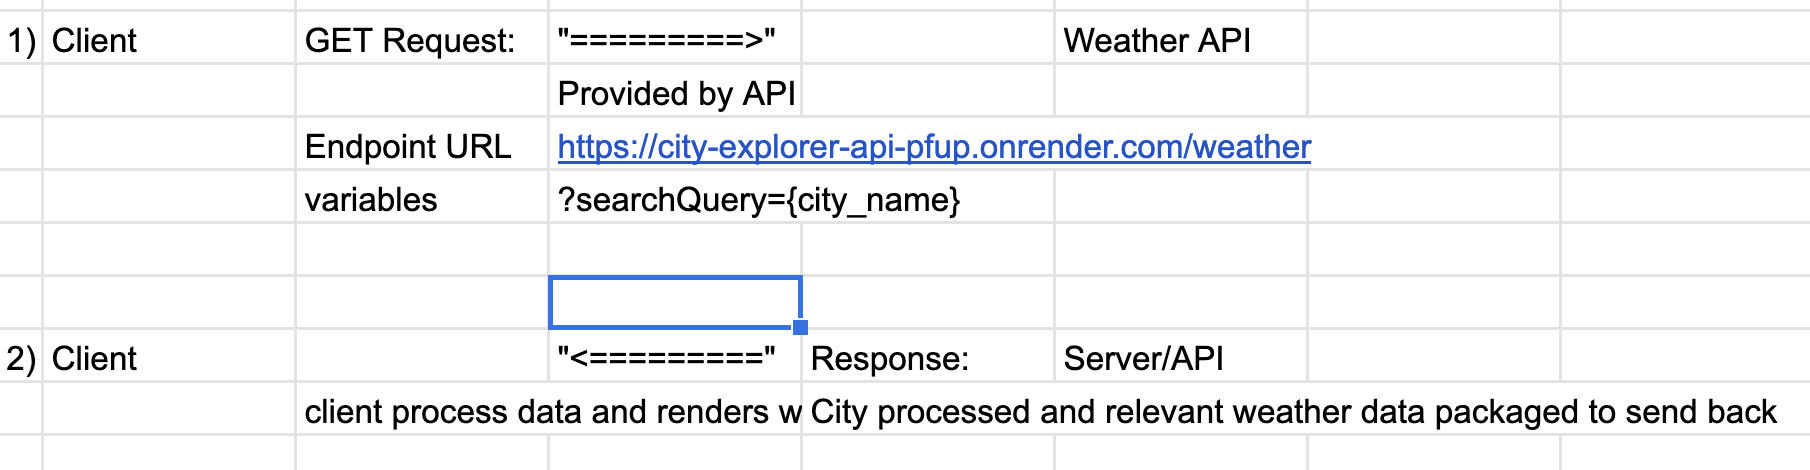 1) Client GET Request: "=========>" Weather API
Provided by API
Endpoint URL https://city-explorer-api-pfup.onrender.com/weather
variables ?searchQuery={city_name}
2) Client "<=========" Response: Server/API
client process data and renders w City processed and relevant weather data packaged to send back